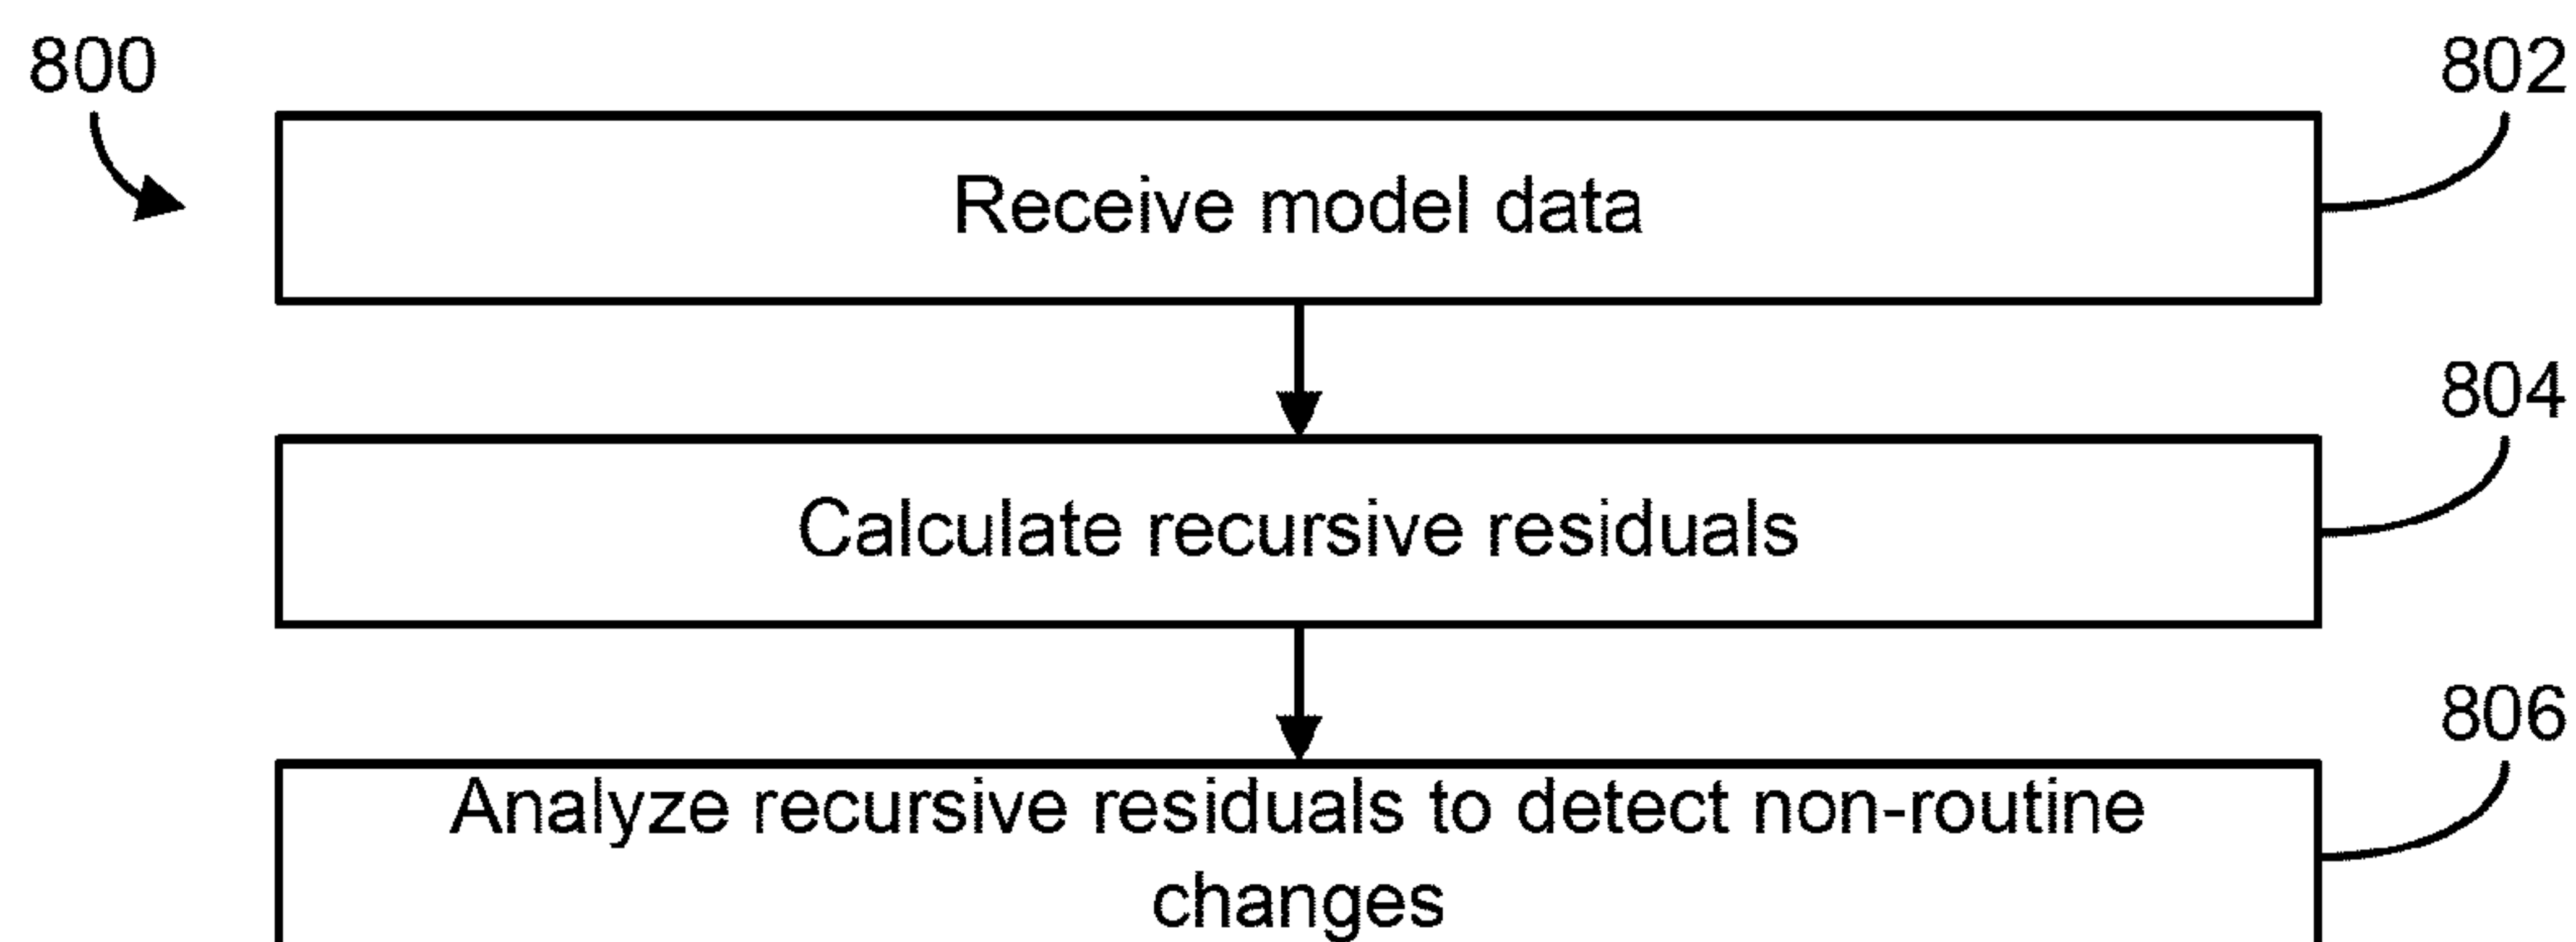 800
802
Receive model data
804
Calculate recursive residuals
806
Analyze recursive residuals to detect non-routine
changes